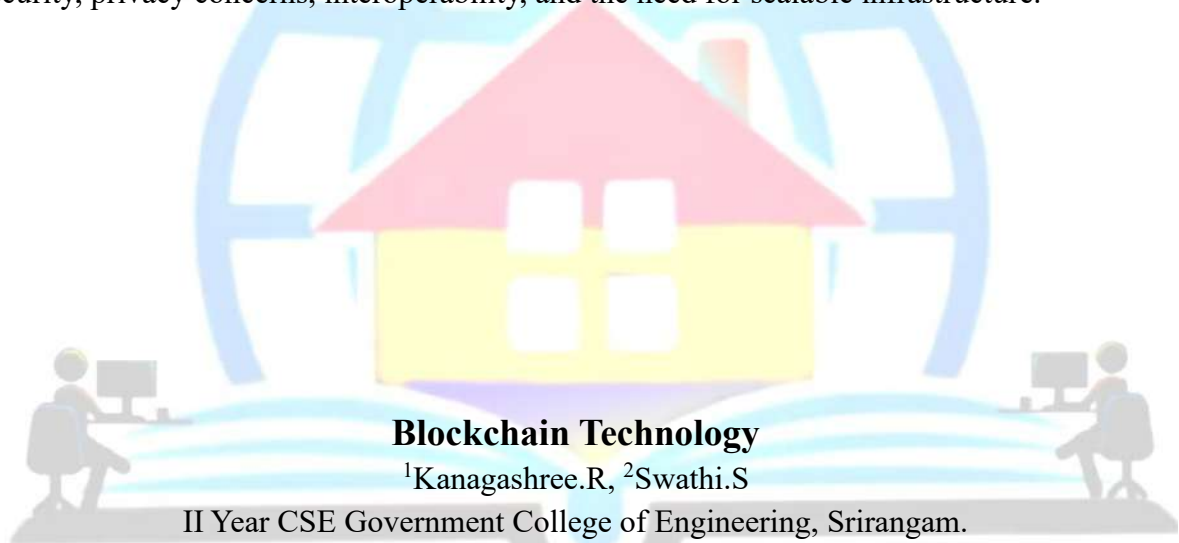 privacy concerns, interoperability, and the need for scalable infrastructure.
Blockchain Technology
¹Kanagashree.R, ²Swathi.S
II Year CSE Government College of Engineering, Srirangam.